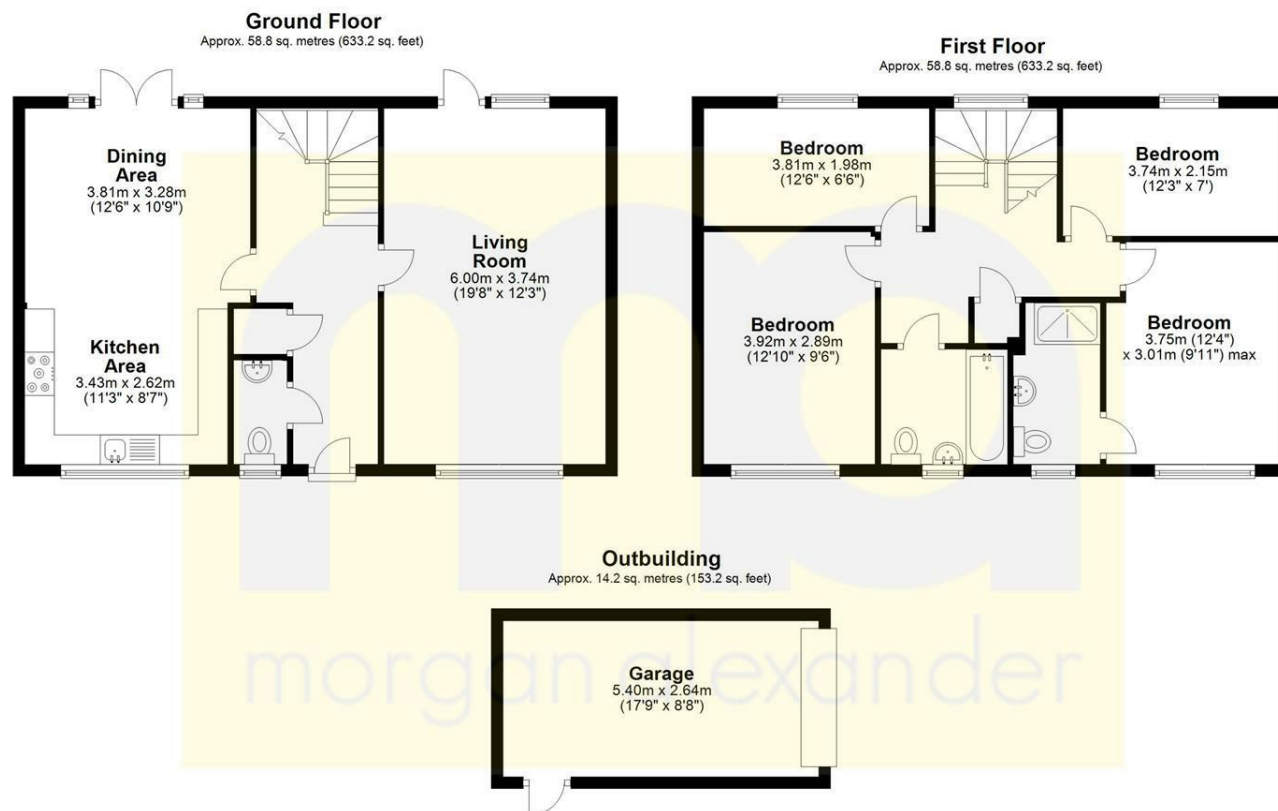 Ground Floor
Approx. 58.8 sq. metres (633.2 sq. feet)
Dining
Area
3.81m x 3.28m
(12'6" x 10'9")
Living
Room
6.00m x 3.74m
(19'8" x 12'3")
Kitchen
Area
3.43m x 2.62m
(11'3" x 8'7")
First Floor
Approx. 58.8 sq. metres (633.2 sq. feet)
Bedroom
3.81m x 1.98m
(12'6" x 6'6")
Bedroom
3.74m x 2.15m
(12'3" x 7')
Bedroom
3.92m x 2.89m
(12'10" x 9'6")
Bedroom
3.75m (12'4")
x 3.01m (9'11") max
Outbuilding
Approx. 14.2 sq. metres (153.2 sq. feet)
Garage
5.40m x 2.64m
(17'9" x 8'8")
ma
morgan alexander